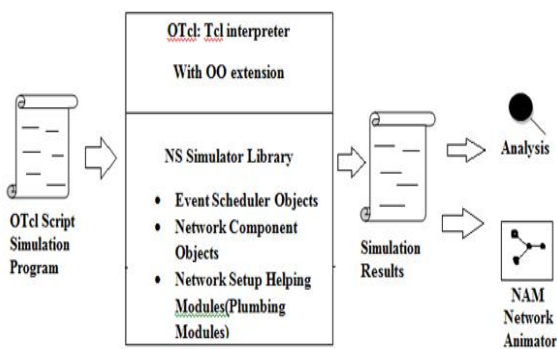 OTcl: Tcl interpreter
With OO extension
OTcl Script
Simulation
Program
NS Simulator Library
• Event Scheduler Objects
• Network Component
Objects
• Network Setup Helping
Modules(Plumbing
Modules)
Simulation
Results
Analysis
NAM
Network
Animator